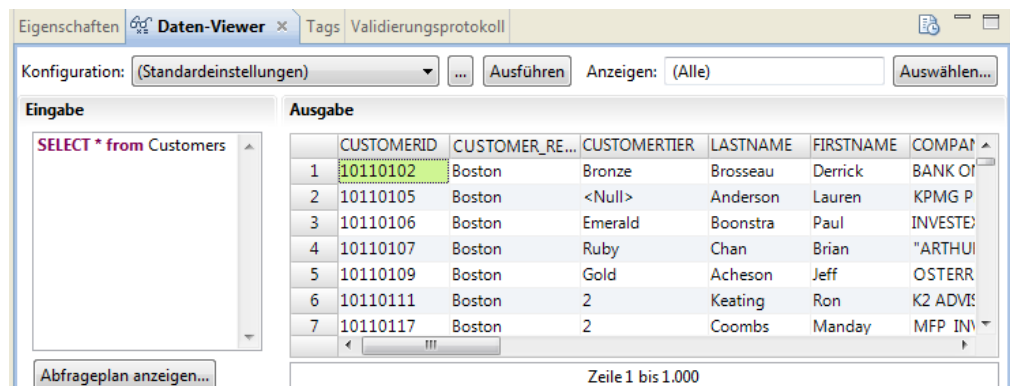 Eigenschaften Daten-Viewer Tags Validierungsprotokoll
Konfiguration: (Standardeinstellungen) ... Ausführen Anzeigen: (Alle) Auswählen...
Eingabe Ausgabe
SELECT * from Customers
CUSTOMERID CUSTOMER_RE... CUSTOMERTIER LASTNAME FIRSTNAME COMPAN
1 10110102 Boston Bronze Brosseau Derrick BANK ON
2 10110105 Boston <Null> Anderson Lauren KPMG P
3 10110106 Boston Emerald Boonstra Paul INVESTEX
4 10110107 Boston Ruby Chan Brian "ARTHUR
5 10110109 Boston Gold Acheson Jeff OSTERR
6 10110111 Boston 2 Keating Ron K2 ADVIS
7 10110117 Boston 2 Coombs Manday MFP INV
Abfrageplan anzeigen... Zeile 1 bis 1.000